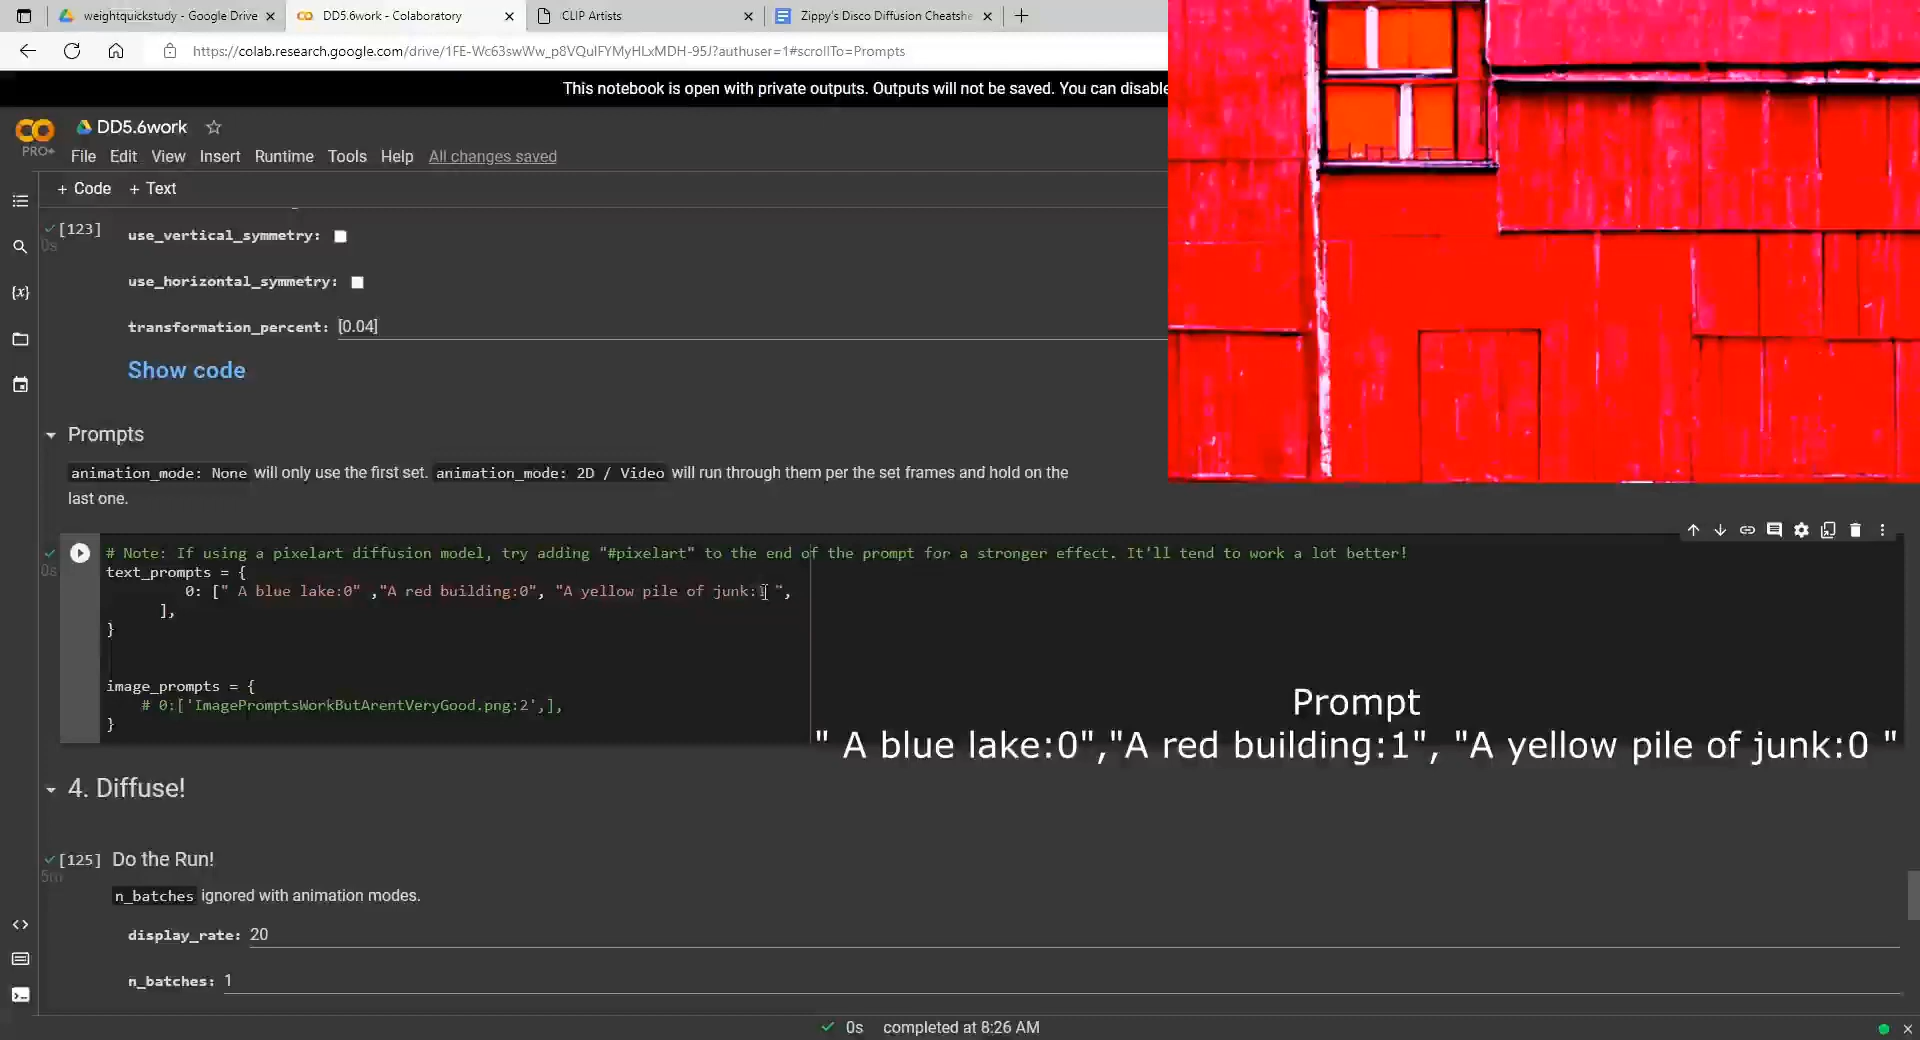 weightquickstudy - Google Drive
DD5.6work - Colaboratory
CLIP Artists
Zippy's Disco Diffusion Cheatshe
https://colab.research.google.com/drive/1FE-Wc63swWw_p8VQulFYMyHLxMDH-95J?authuser=1#scrollTo=Prompts
This notebook is open with private outputs. Outputs will not be saved. You can disable
DD5.6work
PRO+
File Edit View Insert Runtime Tools Help All changes saved
+ Code + Text
[123]
0s
use_vertical_symmetry:
use_horizontal_symmetry:
transformation_percent: [0.04]
Show code
Prompts
animation_mode: None will only use the first set. animation_mode: 2D / Video will run through them per the set frames and hold on the
last one.
0s
# Note: If using a pixelart diffusion model, try adding "#pixelart" to the end of the prompt for a stronger effect. It'll tend to work a lot better!
text_prompts = {
0: [" A blue lake:0" ,"A red building:0", "A yellow pile of junk:1 ",
],
}
image_prompts = {
# 0:['ImagePromptsWorkButArentVeryGood.png:2',],
}
Prompt
" A blue lake:0","A red building:1", "A yellow pile of junk:0 "
4. Diffuse!
[125] Do the Run!
5m
n_batches ignored with animation modes.
display_rate: 20
n_batches: 1
0s completed at 8:26 AM